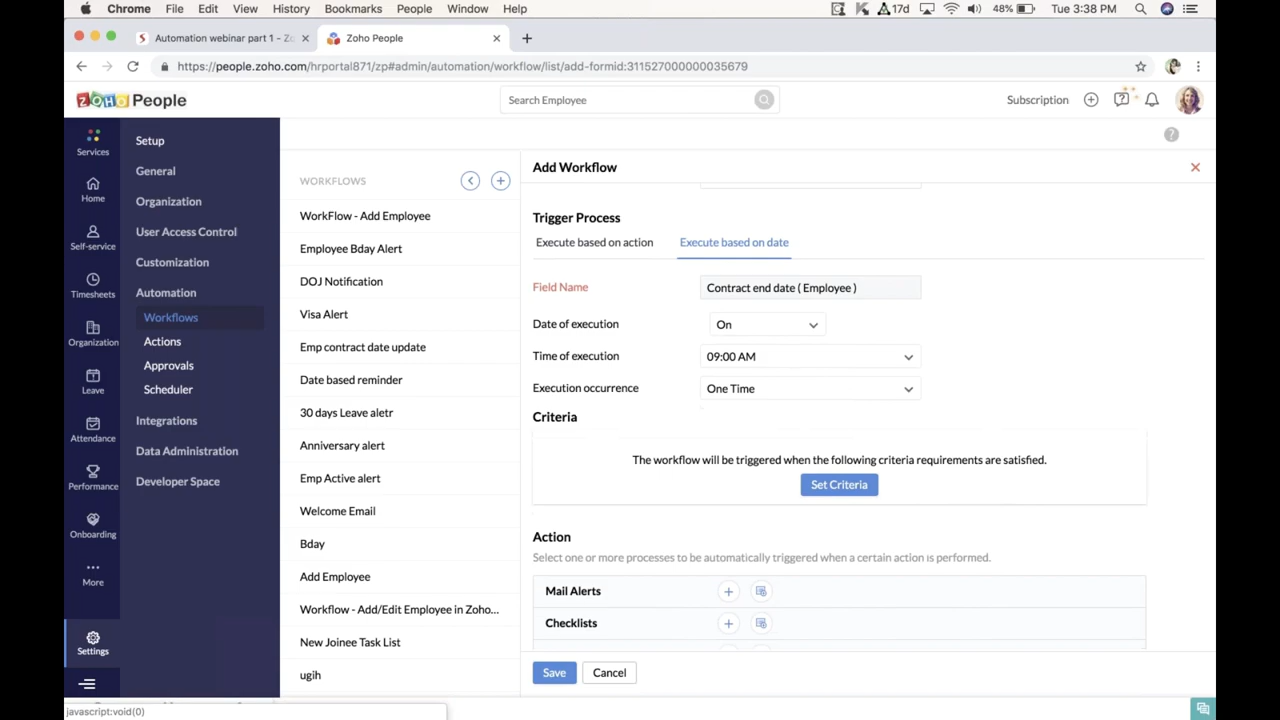 Chrome File Edit View History Bookmarks People Window Help 17d 48% Tue 3:38 PM
Automation webinar part 1 - Zo
Zoho People
https://people.zoho.com/hrportal871/zp#admin/automation/workflow/list/add-formid:311527000000035679
ZOHO People
Search Employee
Subscription
Services
Home
Self-service
Timesheets
Organization
Leave
Attendance
Performance
Onboarding
More
Settings
Setup
General
Organization
User Access Control
Customization
Automation
Workflows
Actions
Approvals
Scheduler
Integrations
Data Administration
Developer Space
WORKFLOWS
WorkFlow - Add Employee
Employee Bday Alert
DOJ Notification
Visa Alert
Emp contract date update
Date based reminder
30 days Leave aletr
Anniversary alert
Emp Active alert
Welcome Email
Bday
Add Employee
Workflow - Add/Edit Employee in Zoho...
New Joinee Task List
ugih
Add Workflow
Trigger Process
Execute based on action Execute based on date
Field Name Contract end date ( Employee )
Date of execution On
Time of execution 09:00 AM
Execution occurrence One Time
Criteria
The workflow will be triggered when the following criteria requirements are satisfied.
Set Criteria
Action
Select one or more processes to be automatically triggered when a certain action is performed.
Mail Alerts
Checklists
Save Cancel
javascript:void(0)